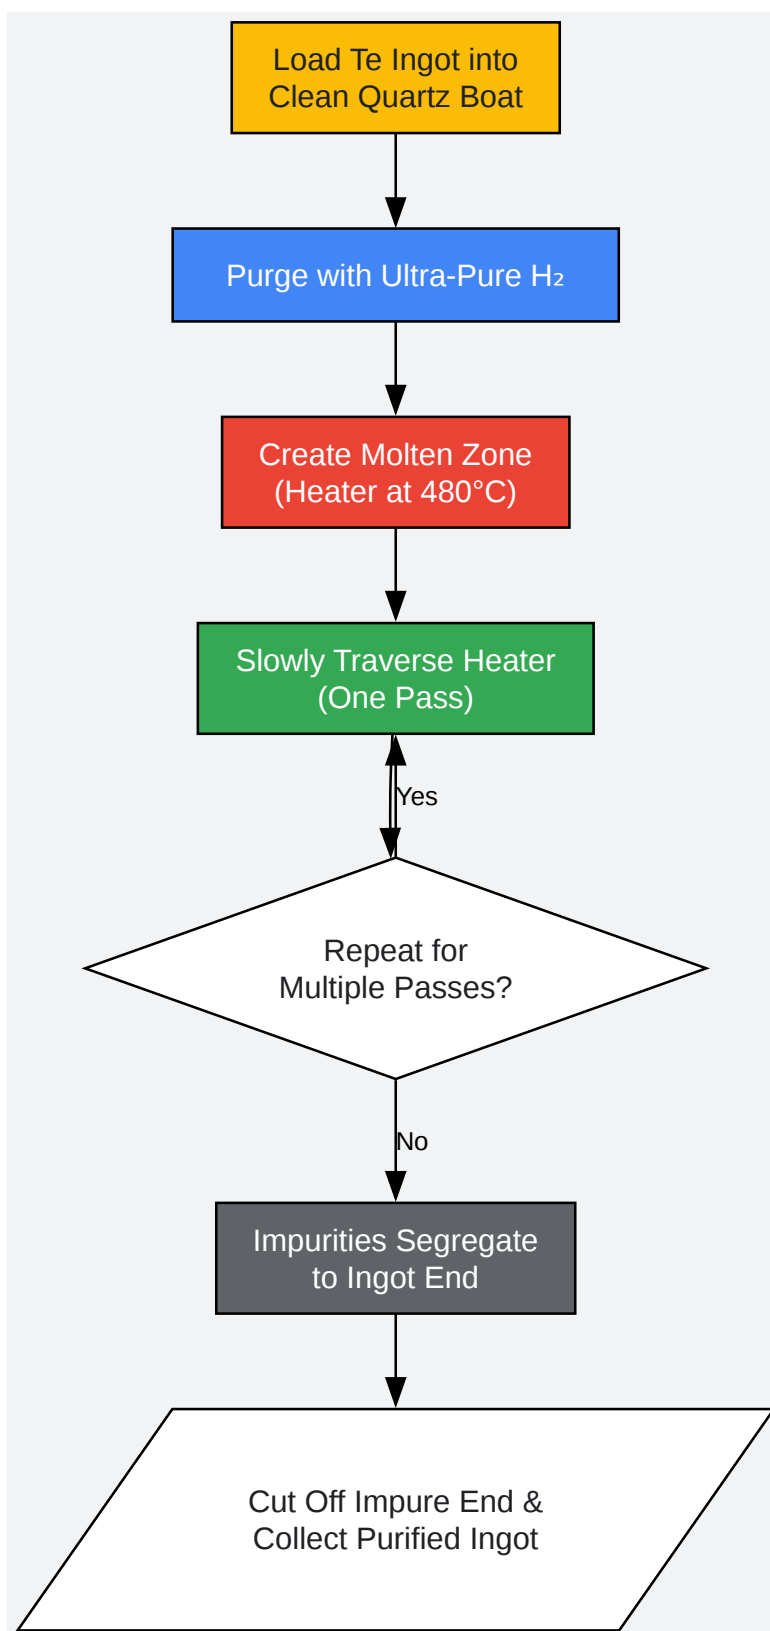 Load Te Ingot into
Clean Quartz Boat
Purge with Ultra-Pure H₂
Create Molten Zone
(Heater at 480°C)
Slowly Traverse Heater
(One Pass)
Yes
Repeat for
Multiple Passes?
No
Impurities Segregate
to Ingot End
Cut Off Impure End &
Collect Purified Ingot